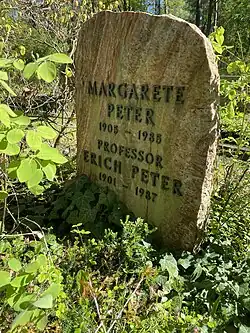 MARGARETE
PETER
1905 - 1985
PROFESSOR
ERICH PETER
1901 - 1987